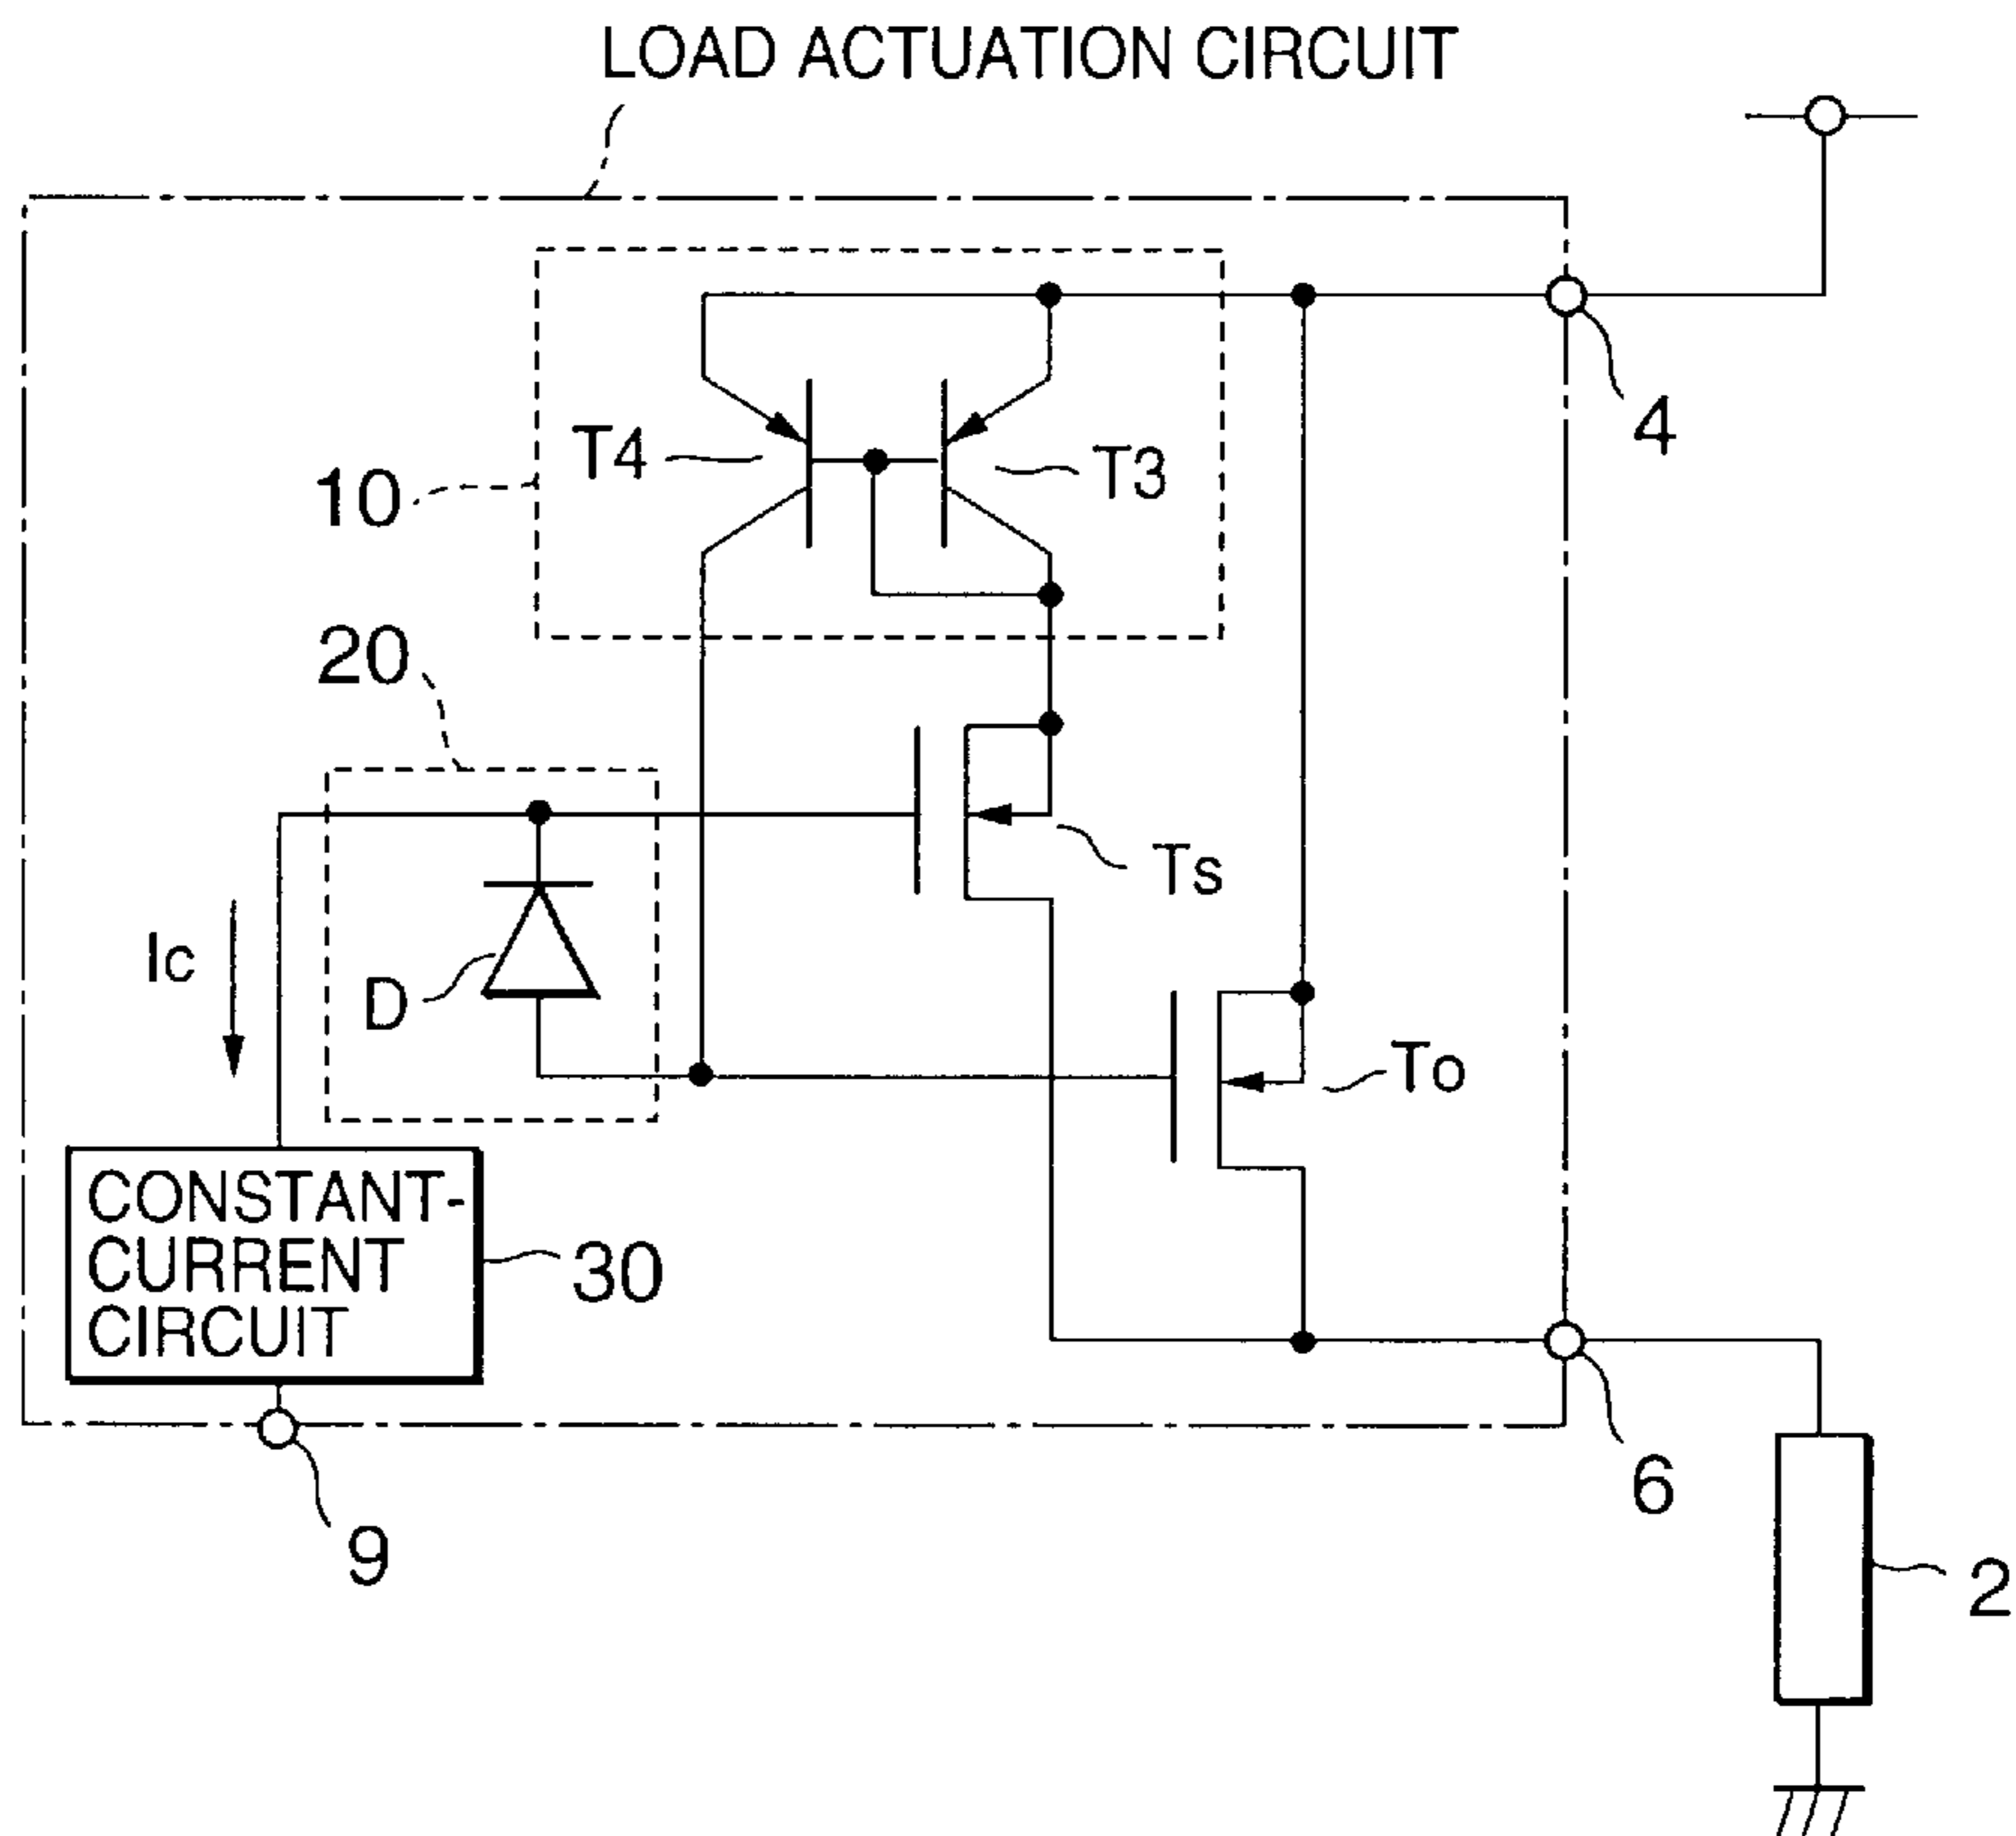 LOAD ACTUATION CIRCUIT
4
T4
T3
10
20
Ts
Ic
D
To
CONSTANT-
CURRENT
CIRCUIT
30
6
9
2